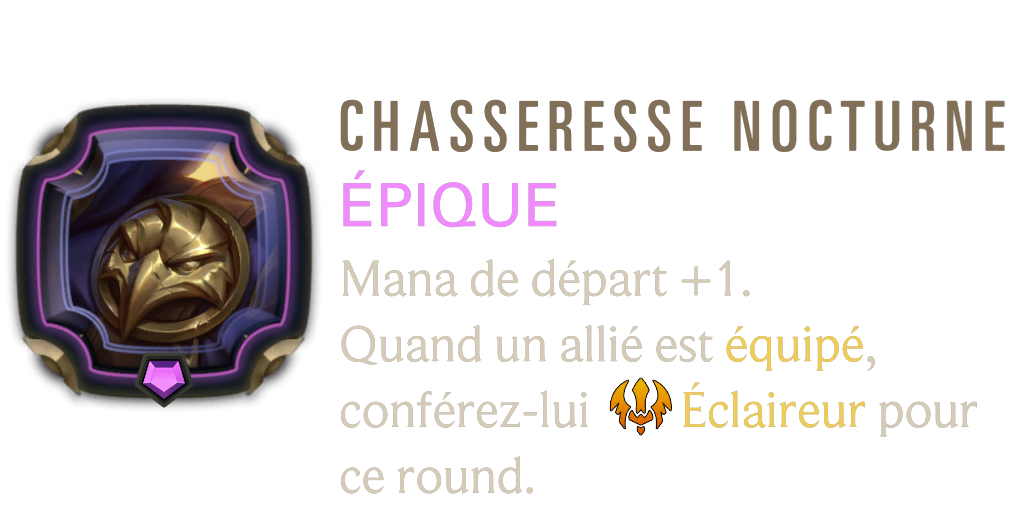 CHASSERESSE NOCTURNE
ÉPIQUE
Mana de départ +1.
Quand un allié est équipé,
conférez-lui Éclaireur pour
ce round.